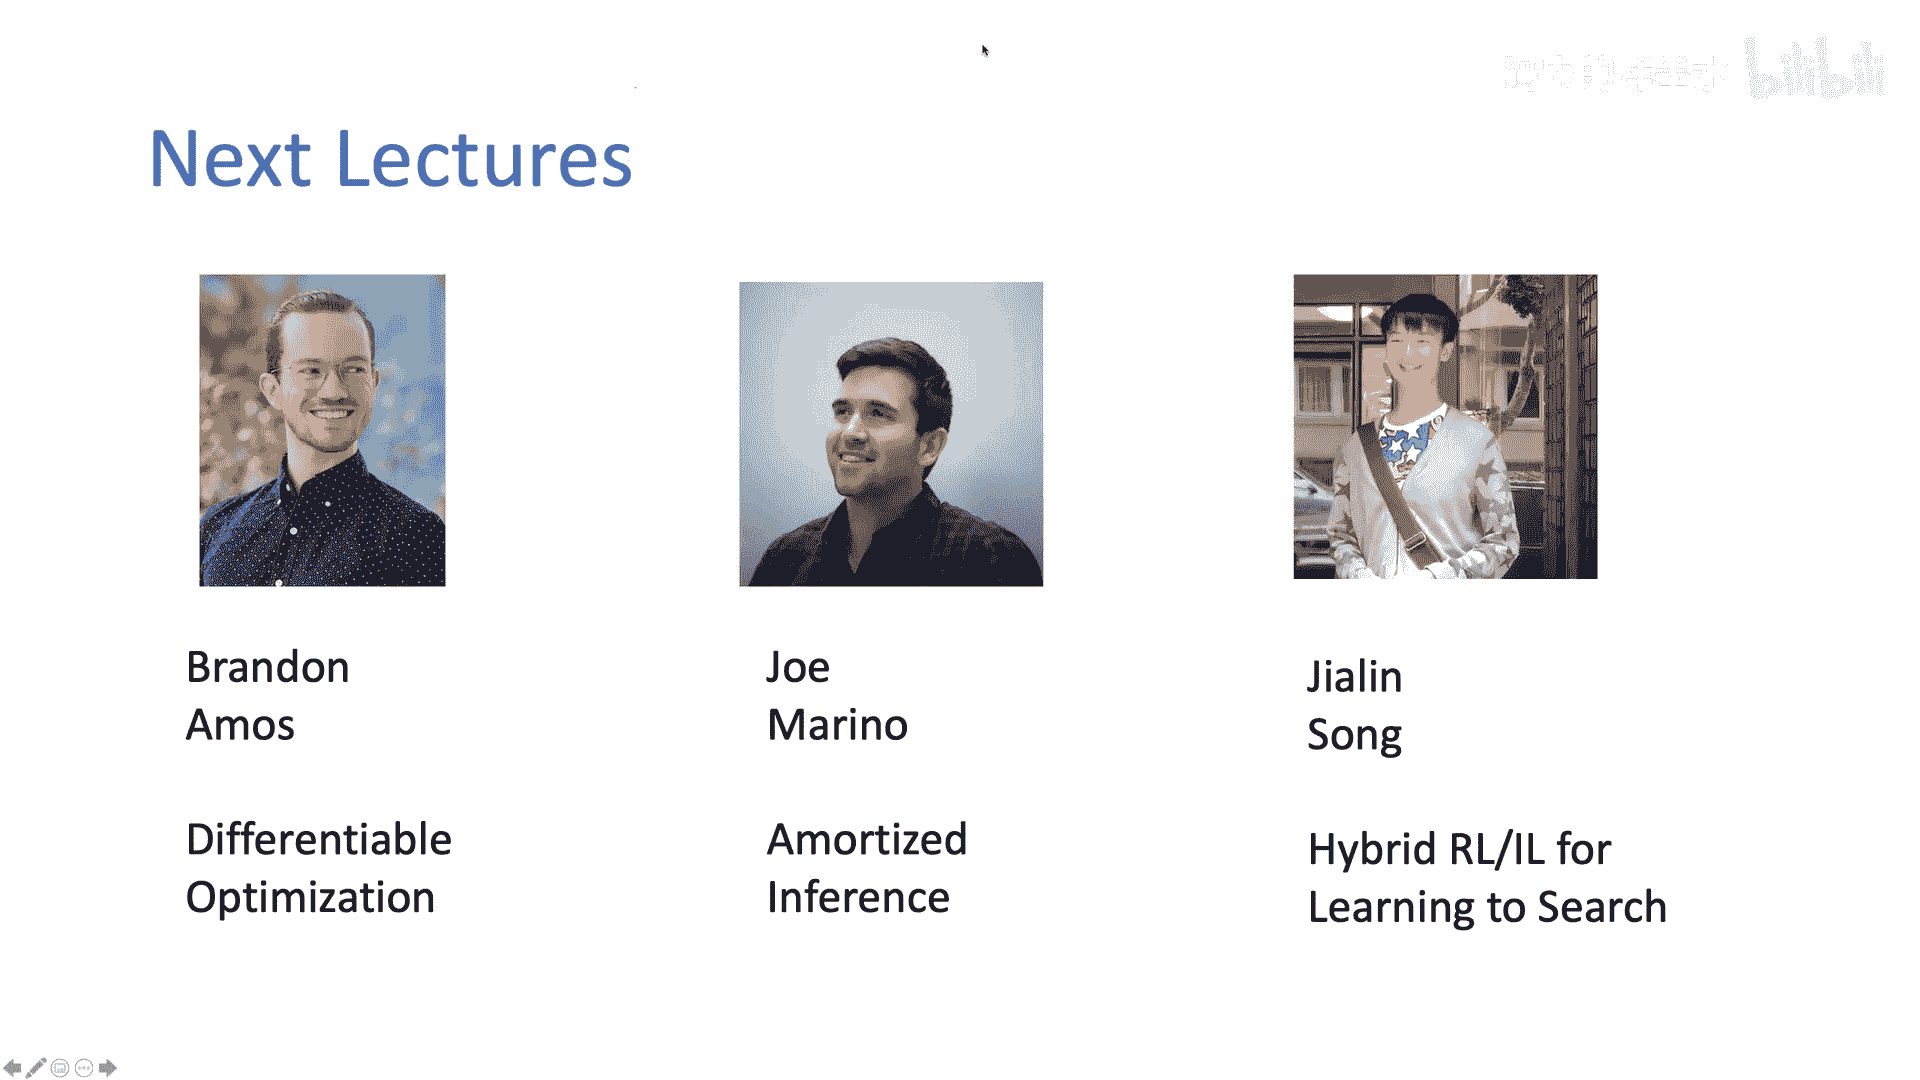 bilibili
Next Lectures
Brandon
Amos
Differentiable
Optimization
Joe
Marino
Amortized
Inference
Jialin
Song
Hybrid RL/IL for
Learning to Search